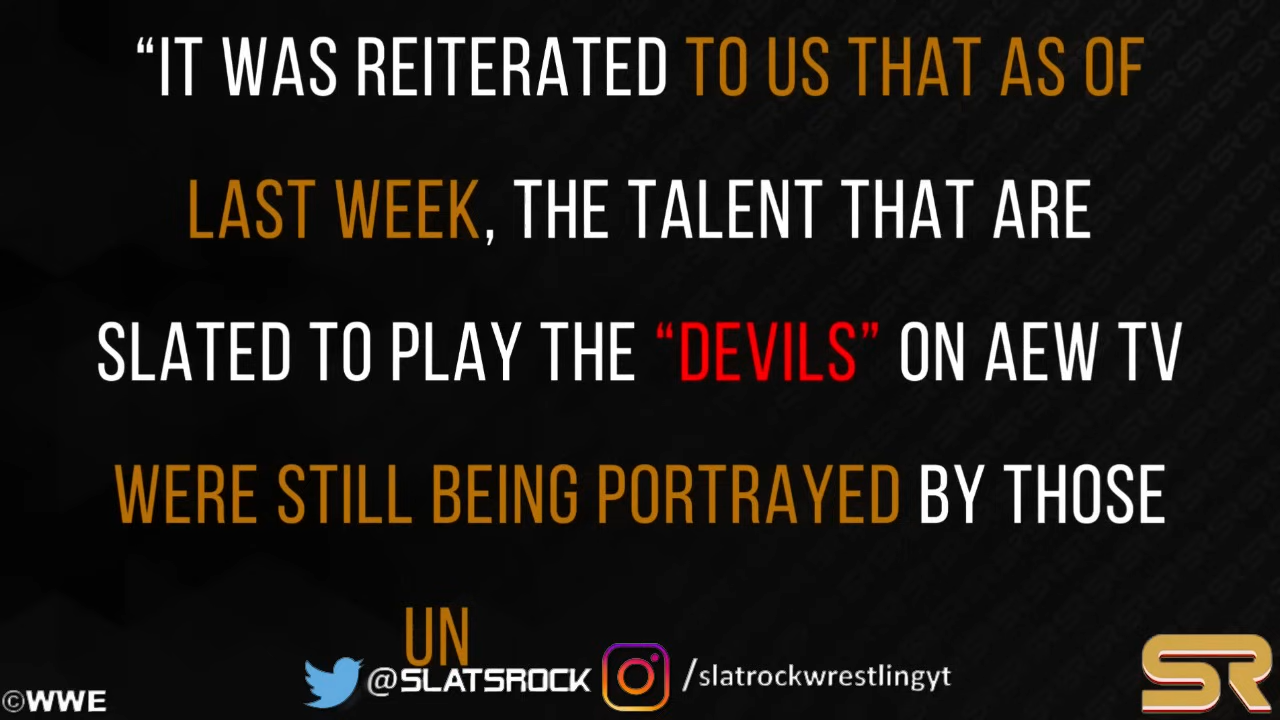 “IT WAS REITERATED TO US THAT AS OF
LAST WEEK, THE TALENT THAT ARE
SLATED TO PLAY THE “DEVILS” ON AEW TV
WERE STILL BEING PORTRAYED BY THOSE
UN
©WWE
@SLATSROCK
/slatrockwrestlingyt
SR